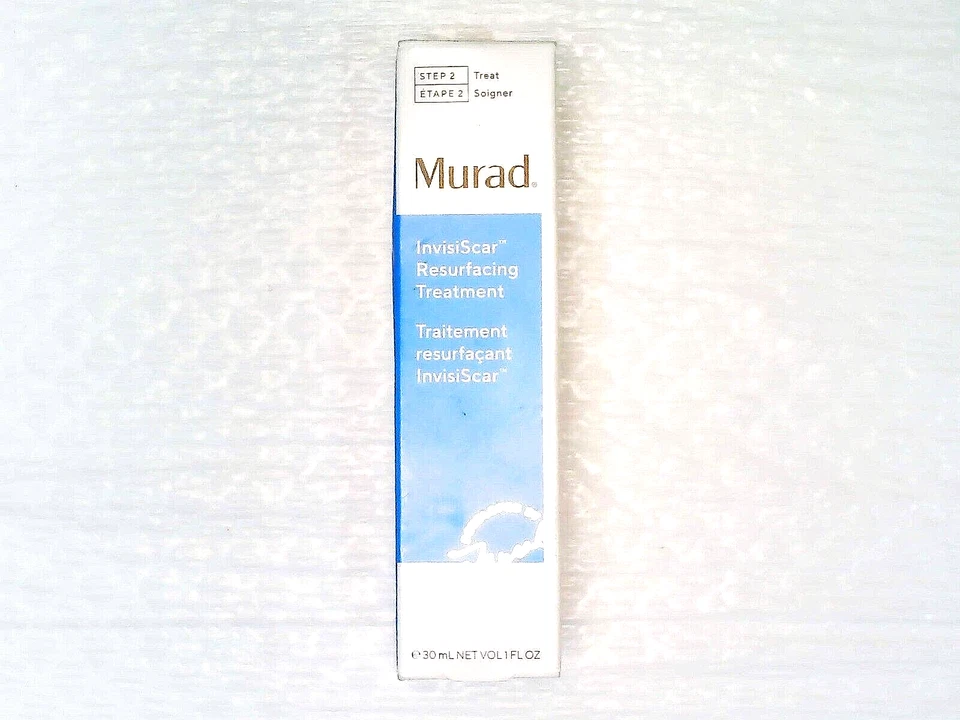 STEP 2 Treat
ÉTAPE 2 Soigner
Murad®
InvisiScar™
Resurfacing
Treatment
Traitement
resurfaçant
InvisiScar™
℮ 30 mL NET VOL 1 FL OZ